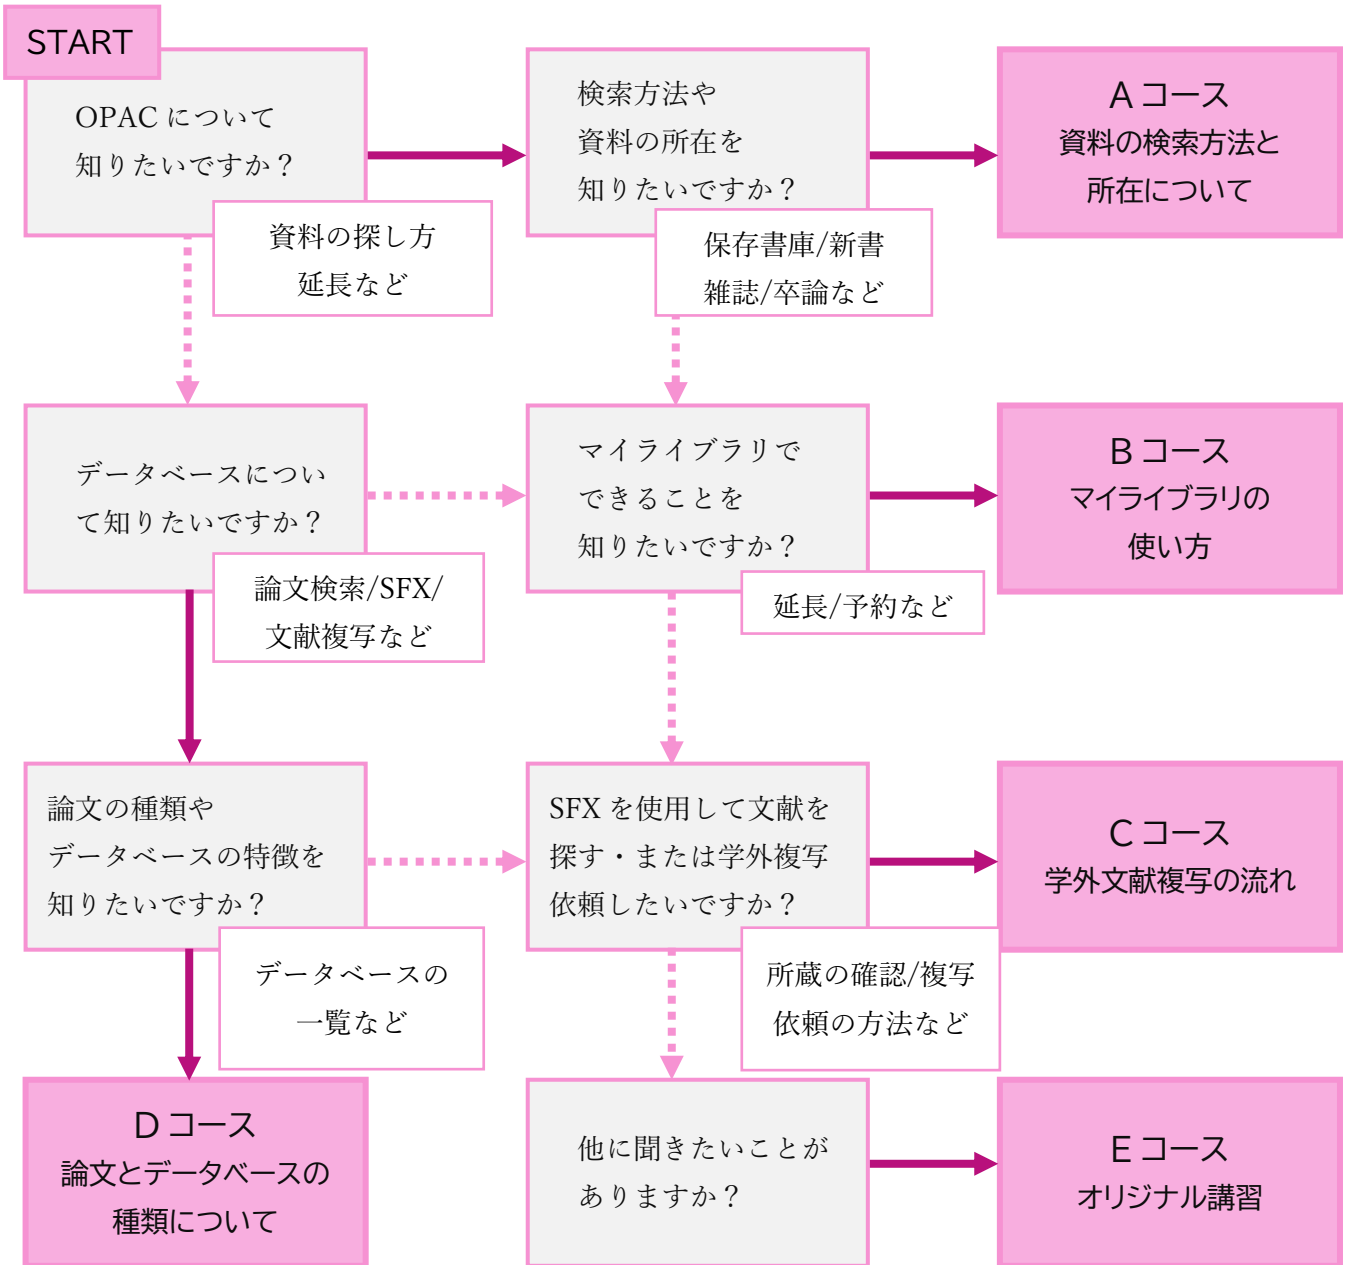 START
OPAC について
知りたいですか？
資料の探し方
延長など
検索方法や
資料の所在を
知りたいですか？
保存書庫/新書
雑誌/卒論など
A コース
資料の検索方法と
所在について
データベースについ
て知りたいですか？
論文検索/SFX/
文献複写など
マイライブラリで
できることを
知りたいですか？
延長/予約など
B コース
マイライブラリの
使い方
論文の種類や
データベースの特徴を
知りたいですか？
データベースの
一覧など
SFX を使用して文献を
探す・または学外複写
依頼したいですか？
所蔵の確認/複写
依頼の方法など
C コース
学外文献複写の流れ
D コース
論文とデータベースの
種類について
他に聞きたいことが
ありますか？
E コース
オリジナル講習